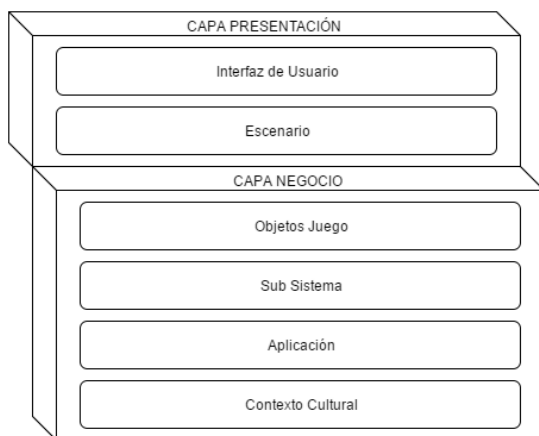 CAPA PRESENTACIÓN
Interfaz de Usuario
Escenario
CAPA NEGOCIO
Objetos Juego
Sub Sistema
Aplicación
Contexto Cultural